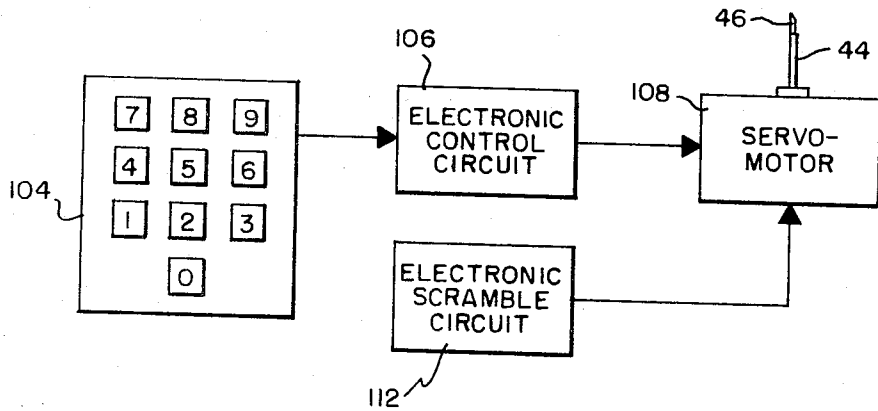 46
44
106
108
7 8 9
4 5 6
1 2 3
0
104
ELECTRONIC
CONTROL
CIRCUIT
SERVO-
MOTOR
ELECTRONIC
SCRAMBLE
CIRCUIT
112